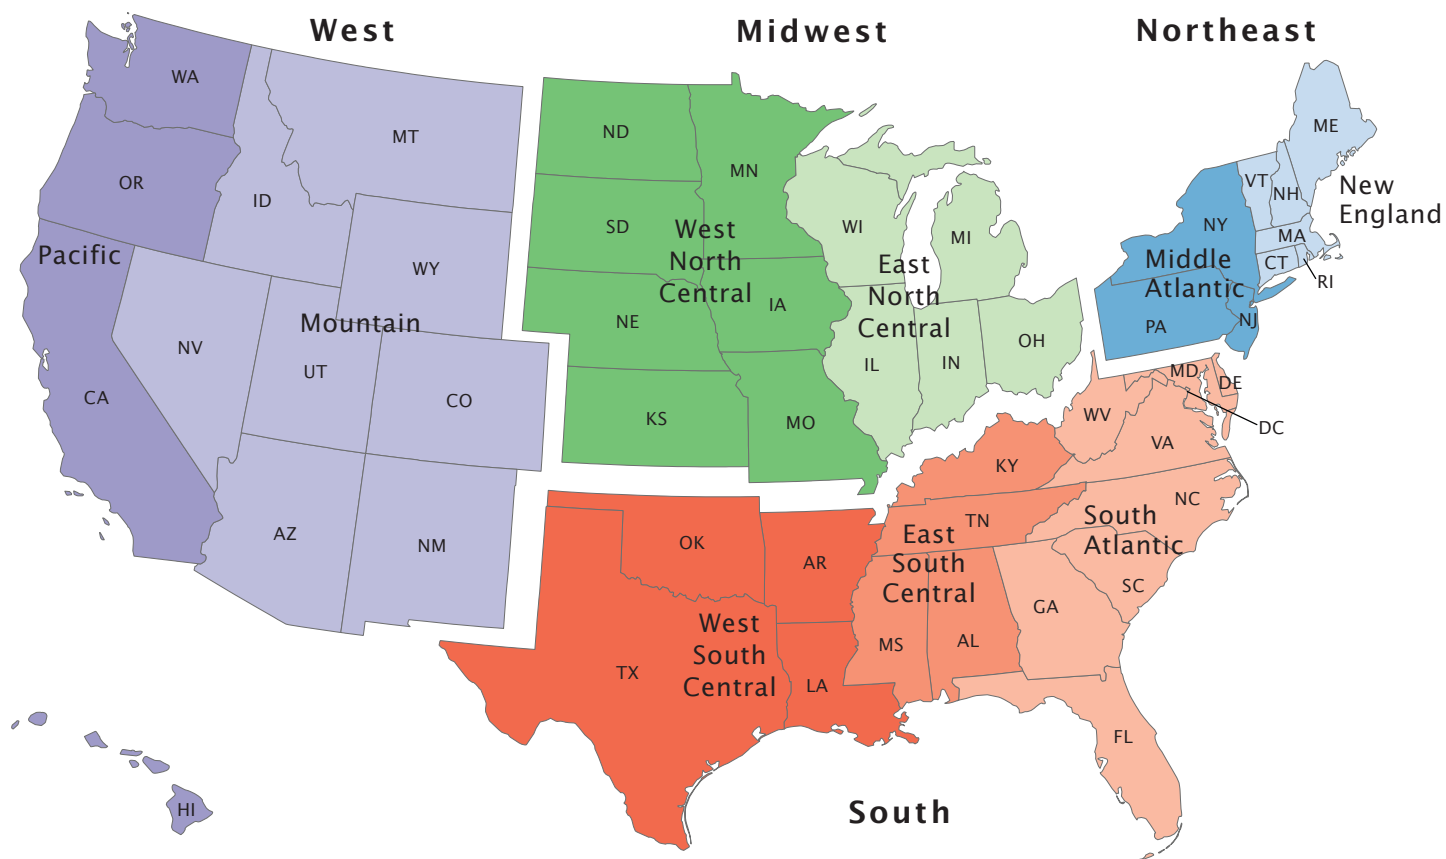 West
Midwest
Northeast
WA
MT
OR
ID
WY
Pacific
Mountain
NV
UT
CO
CA
AZ
NM
HI
ND
MN
SD
West
North
Central
NE
IA
KS
MO
WI
MI
East
North
Central
IL
IN
OH
ME
VT
NH
New
England
NY
MA
CT
RI
Middle
Atlantic
PA
NJ
MD
DE
WV
DC
VA
KY
NC
TN
South
Atlantic
East
South
Central
SC
GA
MS
AL
FL
OK
AR
West
South
Central
TX
LA
South